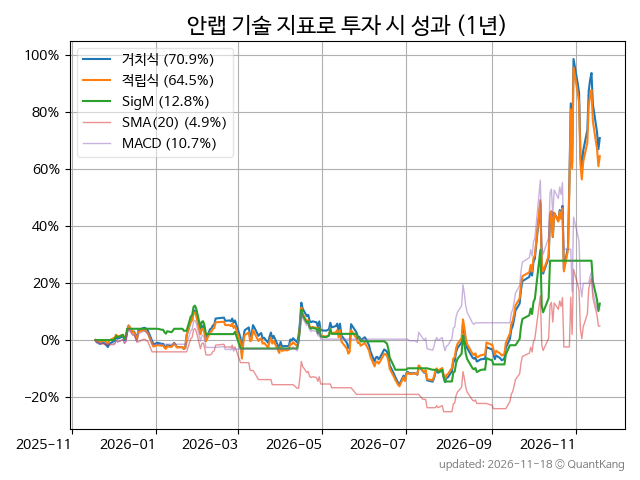 안랩 기술 지표로 투자 시 성과 (1년)
100%
80%
60%
40%
20%
0%
−20%
거치식 (70.9%)
적립식 (64.5%)
SigM (12.8%)
SMA(20) (4.9%)
MACD (10.7%)
2025-11
2026-01
2026-03
2026-05
2026-07
2026-09
2026-11
updated: 2026-11-18 © QuantKang